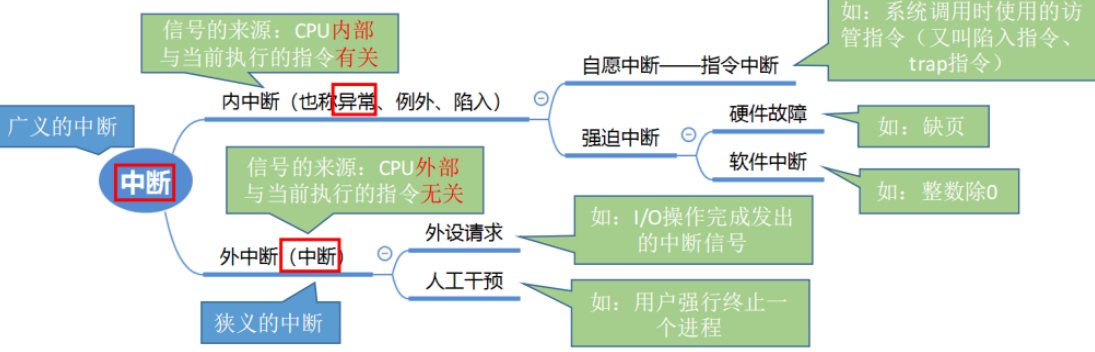 如：系统调用时使用的访
管指令（又叫陷入指令、
trap指令）
信号的来源：CPU内部
与当前执行的指令有关
自愿中断——指令中断
内中断（也称异常、例外、陷入）
硬件故障
如：缺页
广义的中断
强迫中断
软件中断
如：整数除0
中断
信号的来源：CPU外部
与当前执行的指令无关
外设请求
如：I/O操作完成发出
的中断信号
外中断（中断）
人工干预
如：用户强行终止一
个进程
狭义的中断